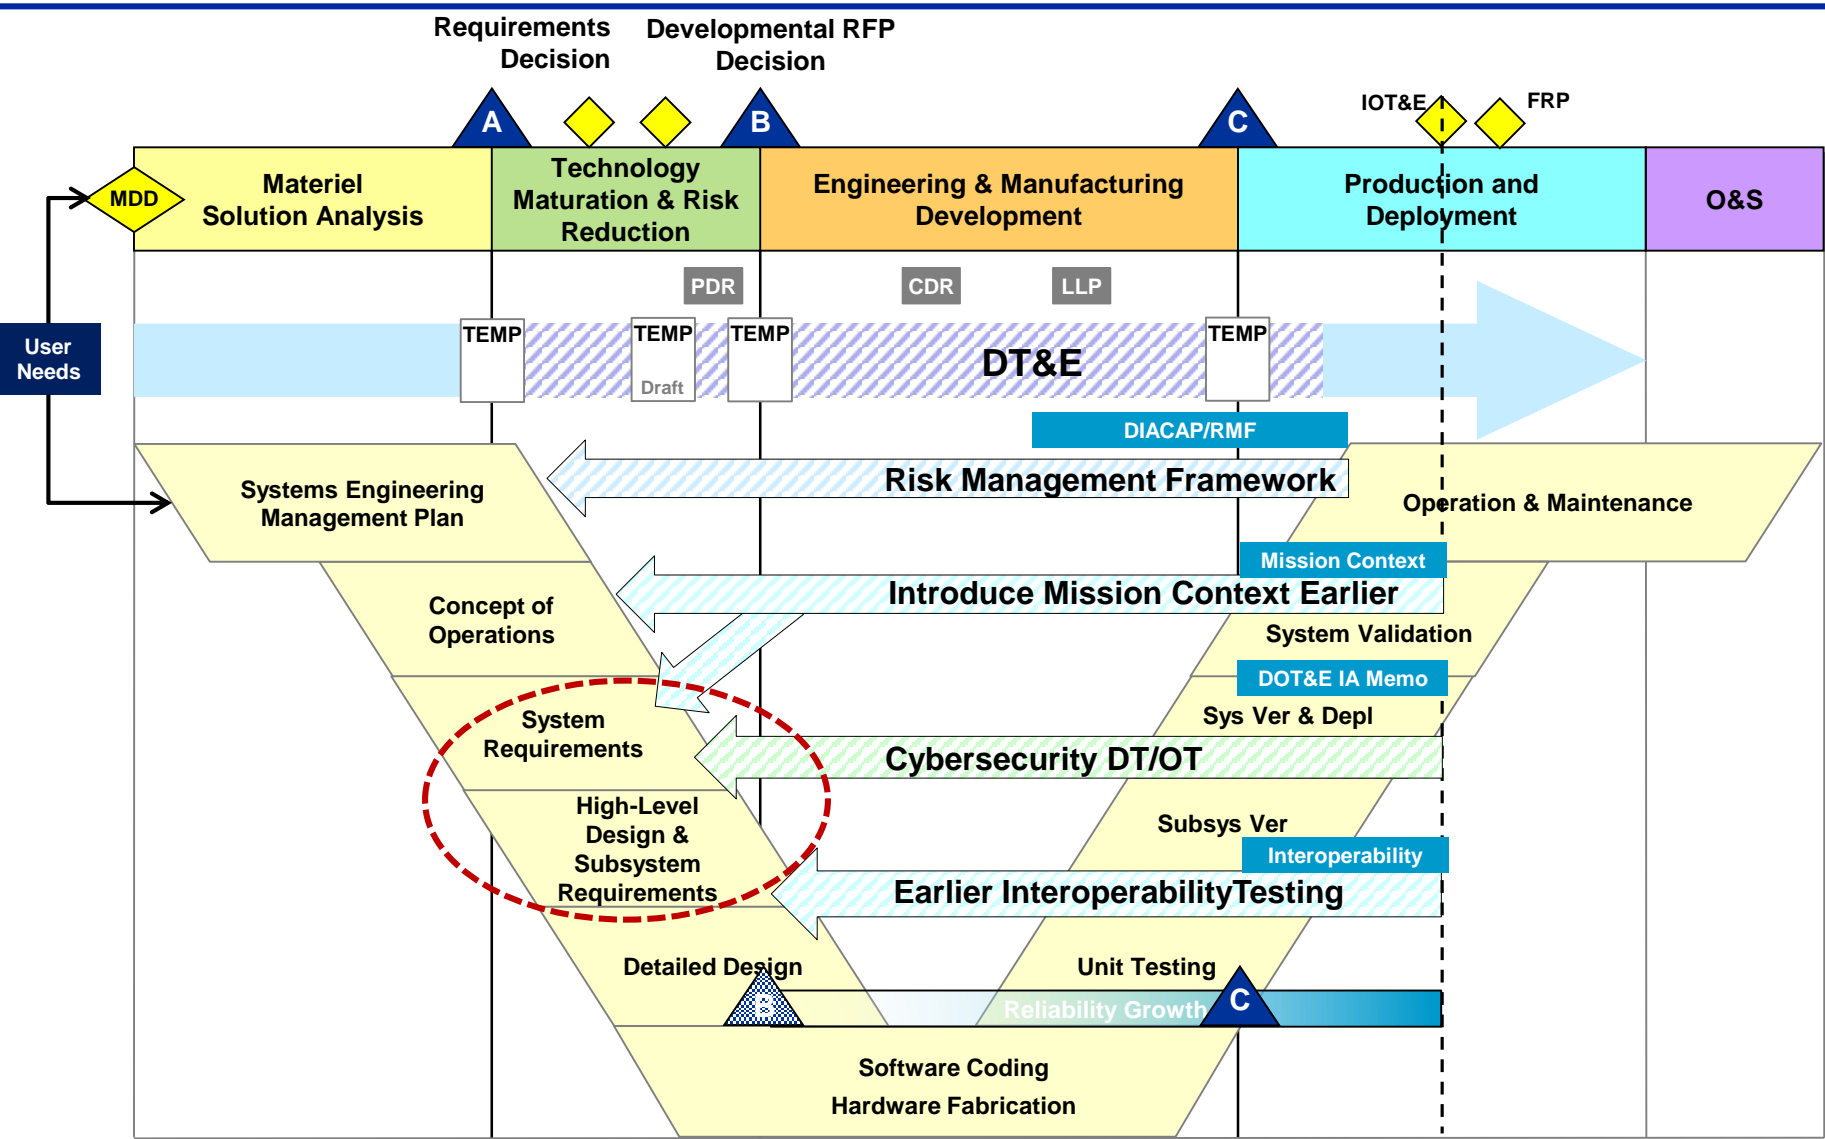 Requirements
Decision
Developmental RFP
Decision
A
B
C
IOT&E
FRP
MDD
Materiel
Solution Analysis
Technology
Maturation & Risk
Reduction
Engineering & Manufacturing
Development
Production and
Deployment
O&S
PDR
CDR
LLP
User
Needs
TEMP
TEMP
Draft
TEMP
DT&E
TEMP
DIACAP/RMF
Risk Management Framework
Systems Engineering
Management Plan
Operation & Maintenance
Mission Context
Introduce Mission Context Earlier
Concept of
Operations
System Validation
DOT&E IA Memo
System
Requirements
Sys Ver & Depl
Cybersecurity DT/OT
High-Level
Design &
Subsystem
Requirements
Subsys Ver
Interoperability
Earlier InteroperabilityTesting
Detailed Design
Unit Testing
B
Reliability Growth
C
Software Coding
Hardware Fabrication